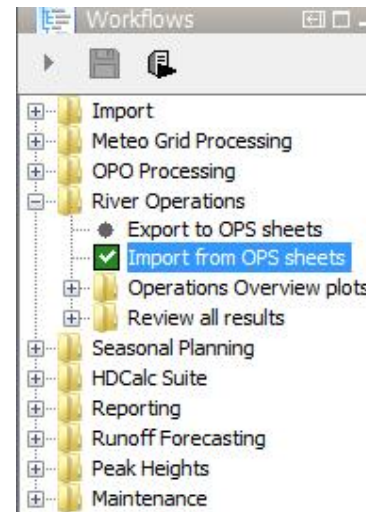 Workflows
Import
Meteo Grid Processing
OPO Processing
River Operations
Export to OPS sheets
Import from OPS sheets
Operations Overview plots
Review all results
Seasonal Planning
HDCalc Suite
Reporting
Runoff Forecasting
Peak Heights
Maintenance